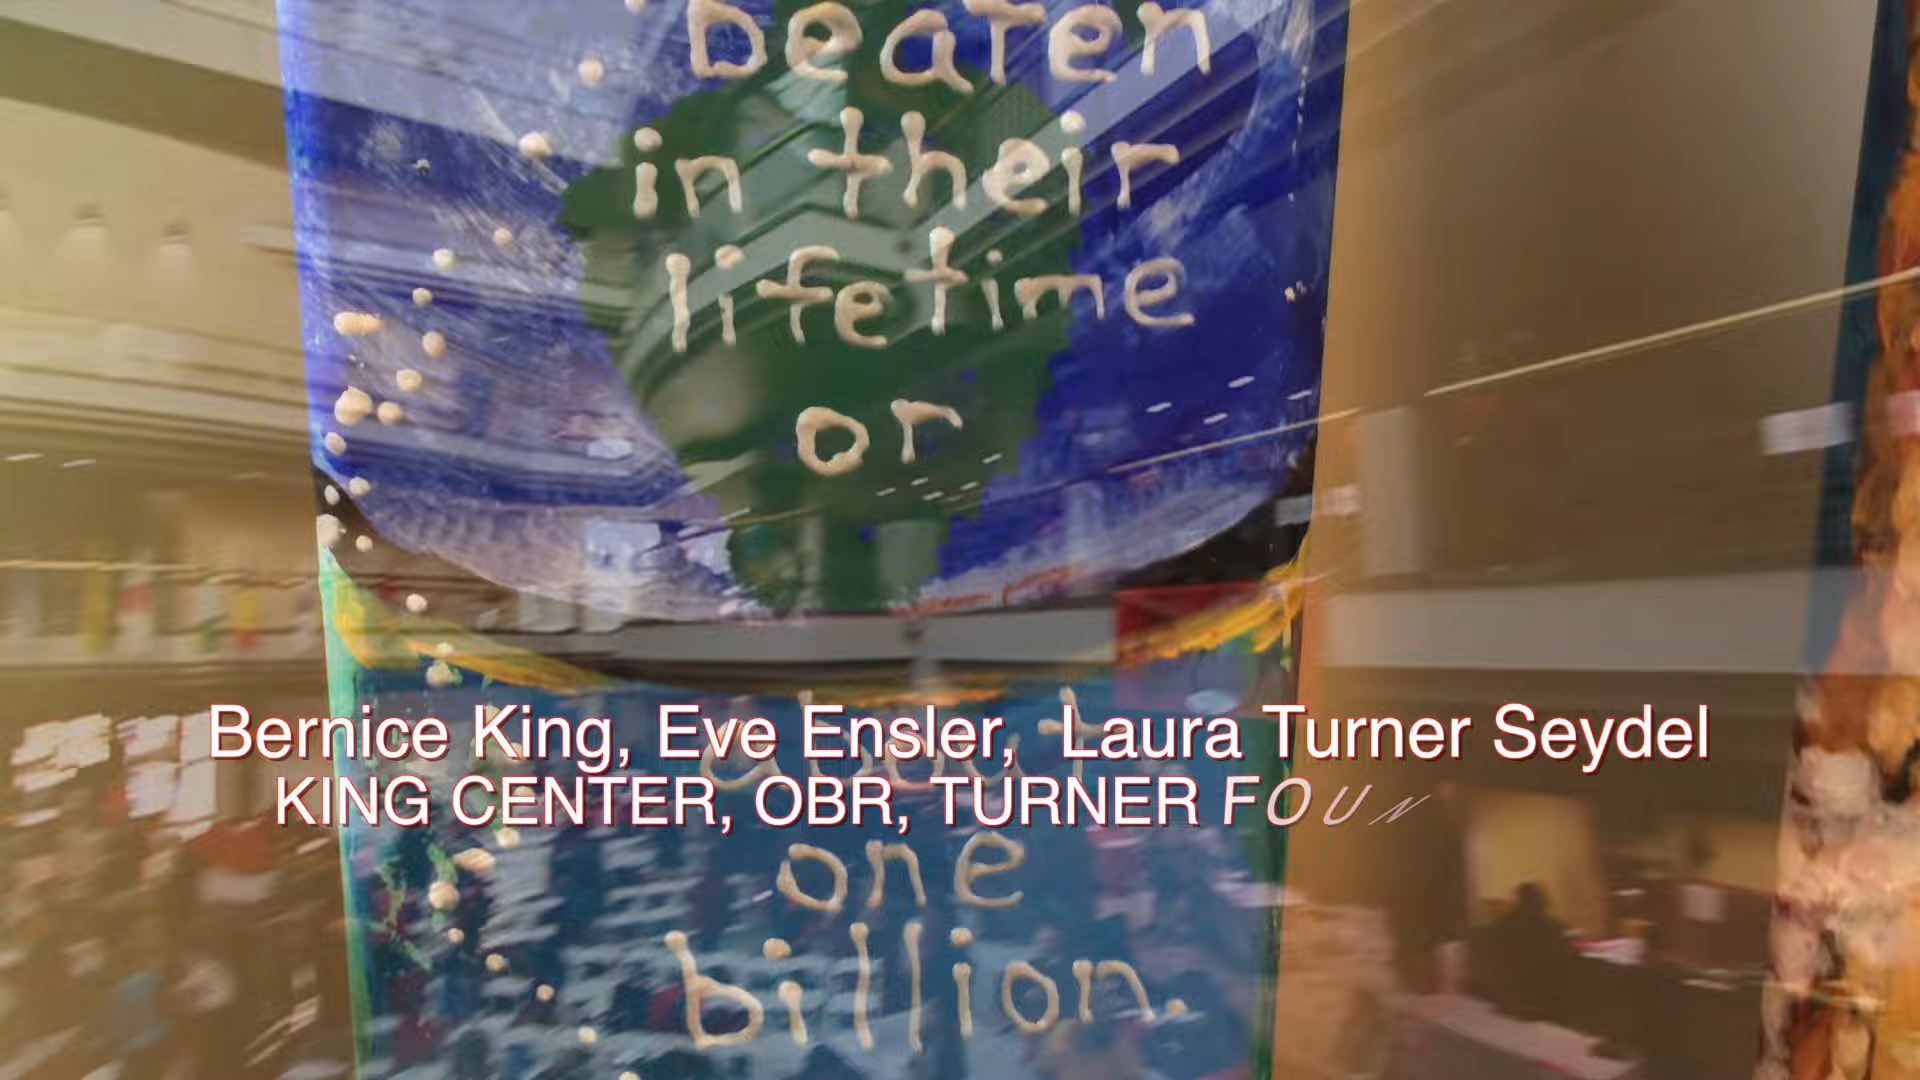 beaten
in their
lifetime
or
about
Bernice King, Eve Ensler, Laura Turner Seydel
KING CENTER, OBR, TURNER FOUN
one
billion.